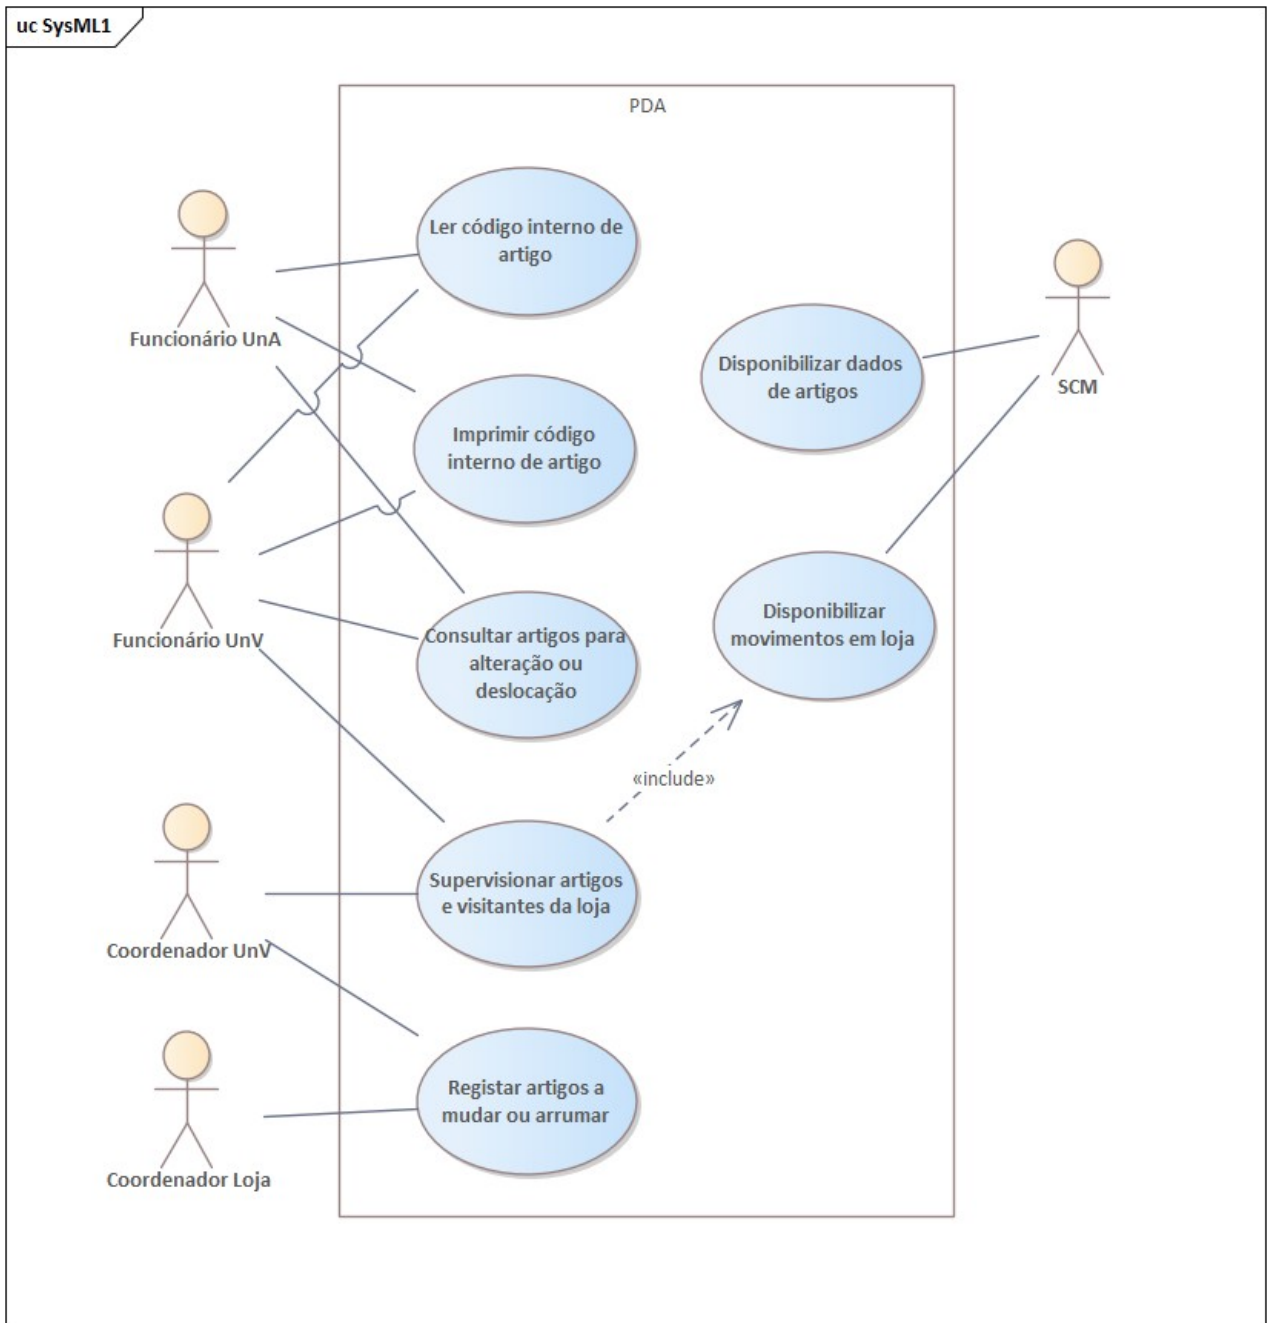 uc SysML1
PDA
Ler código interno de
artigo
Funcionário UnA
Disponibilizar dados
de artigos
SCM
Imprimir código
interno de artigo
Funcionário UnV
Consultar artigos para
alteração ou
deslocação
Disponibilizar
movimentos em loja
«include»
Supervisionar artigos
e visitantes da loja
Coordenador UnV
Registar artigos a
mudar ou arrumar
Coordenador Loja